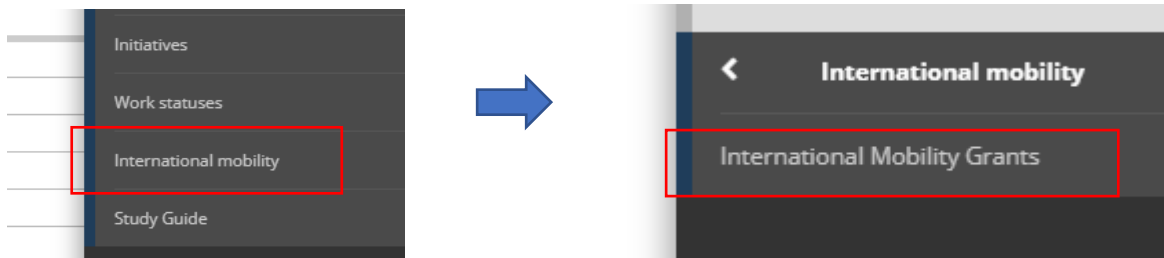 Initiatives
Work statuses
International mobility
Study Guide
International mobility
International Mobility Grants